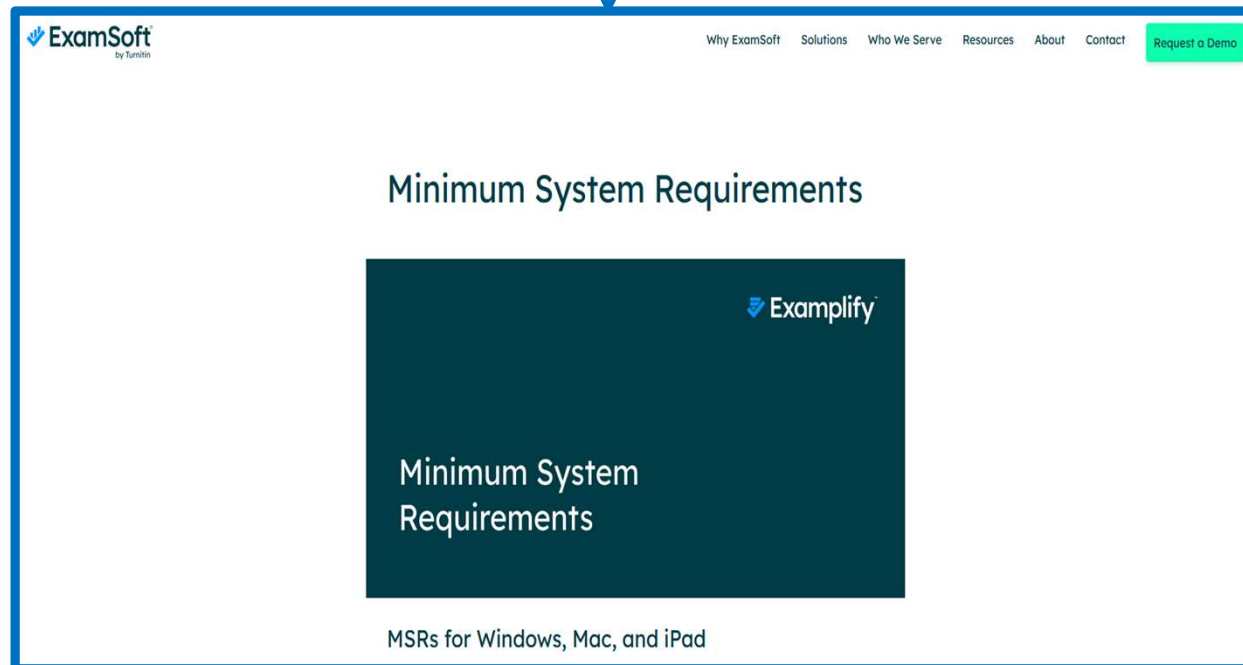 ExamSoft
by Turnitin
Why ExamSoft Solutions Who We Serve Resources About Contact Request a Demo
Minimum System Requirements
Examplify
Minimum System
Requirements
MSRs for Windows, Mac, and iPad